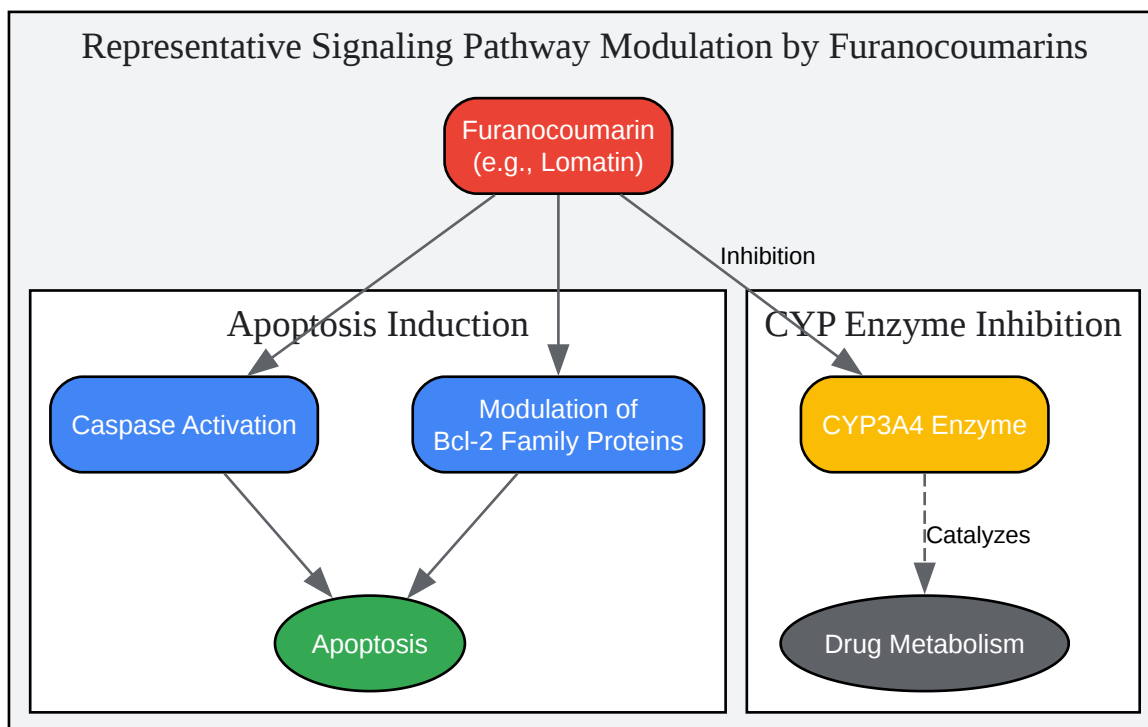 Representative Signaling Pathway Modulation by Furanocoumarins
Furanocoumarin
(e.g., Lomatin)
Inhibition
Apoptosis Induction
CYP Enzyme Inhibition
Caspase Activation
Modulation of
Bcl-2 Family Proteins
CYP3A4 Enzyme
Catalyzes
Apoptosis
Drug Metabolism